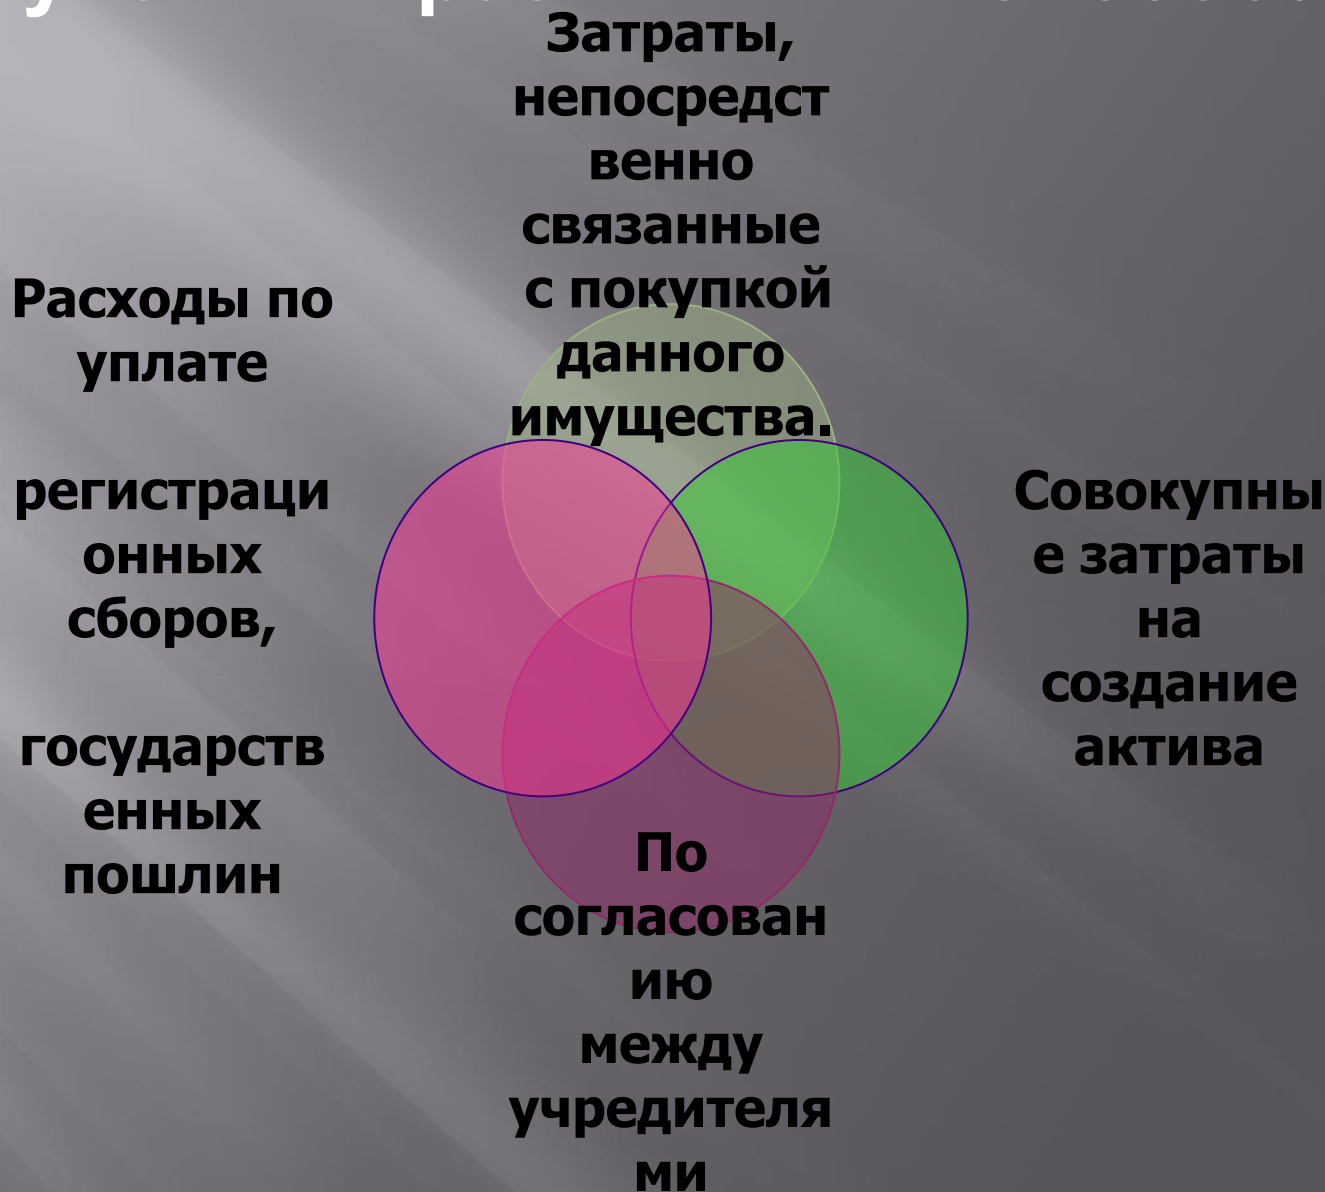 Затраты,
непосредст
венно
связанные
с покупкой
данного
имущества.
Расходы по
уплате
регистраци
онных
сборов,
государств
енных
пошлин
Совокупны
е затраты
на
создание
актива
По
согласован
ию
между
учредителя
ми